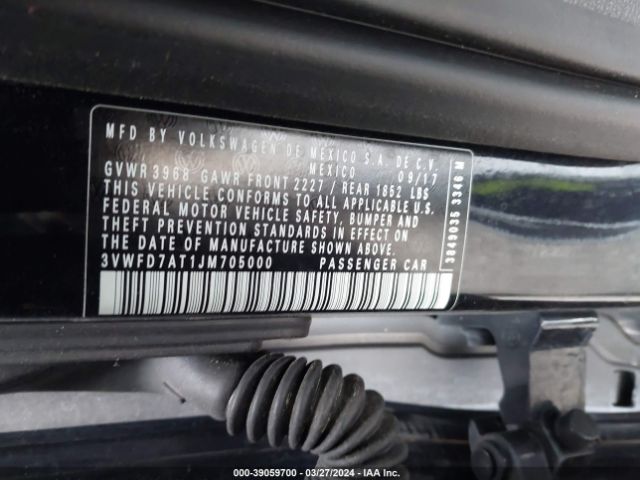 MFD BY VOLKSWAGEN DE MEXICO S.A. DE C.V.
MEXICO 09/17
GVWR 3968 GAWR FRONT 2227 / REAR 1852 LBS
THIS VEHICLE CONFORMS TO ALL APPLICABLE U.S.
FEDERAL MOTOR VEHICLE SAFETY, BUMPER AND
THEFT PREVENTION STANDARDS IN EFFECT ON
THE DATE OF MANUFACTURE SHOWN ABOVE.
3VWFD7AT1JM705000 PASSENGER CAR
3849035 3346 M
000-39059700 - 03/27/2024 - IAA Inc.